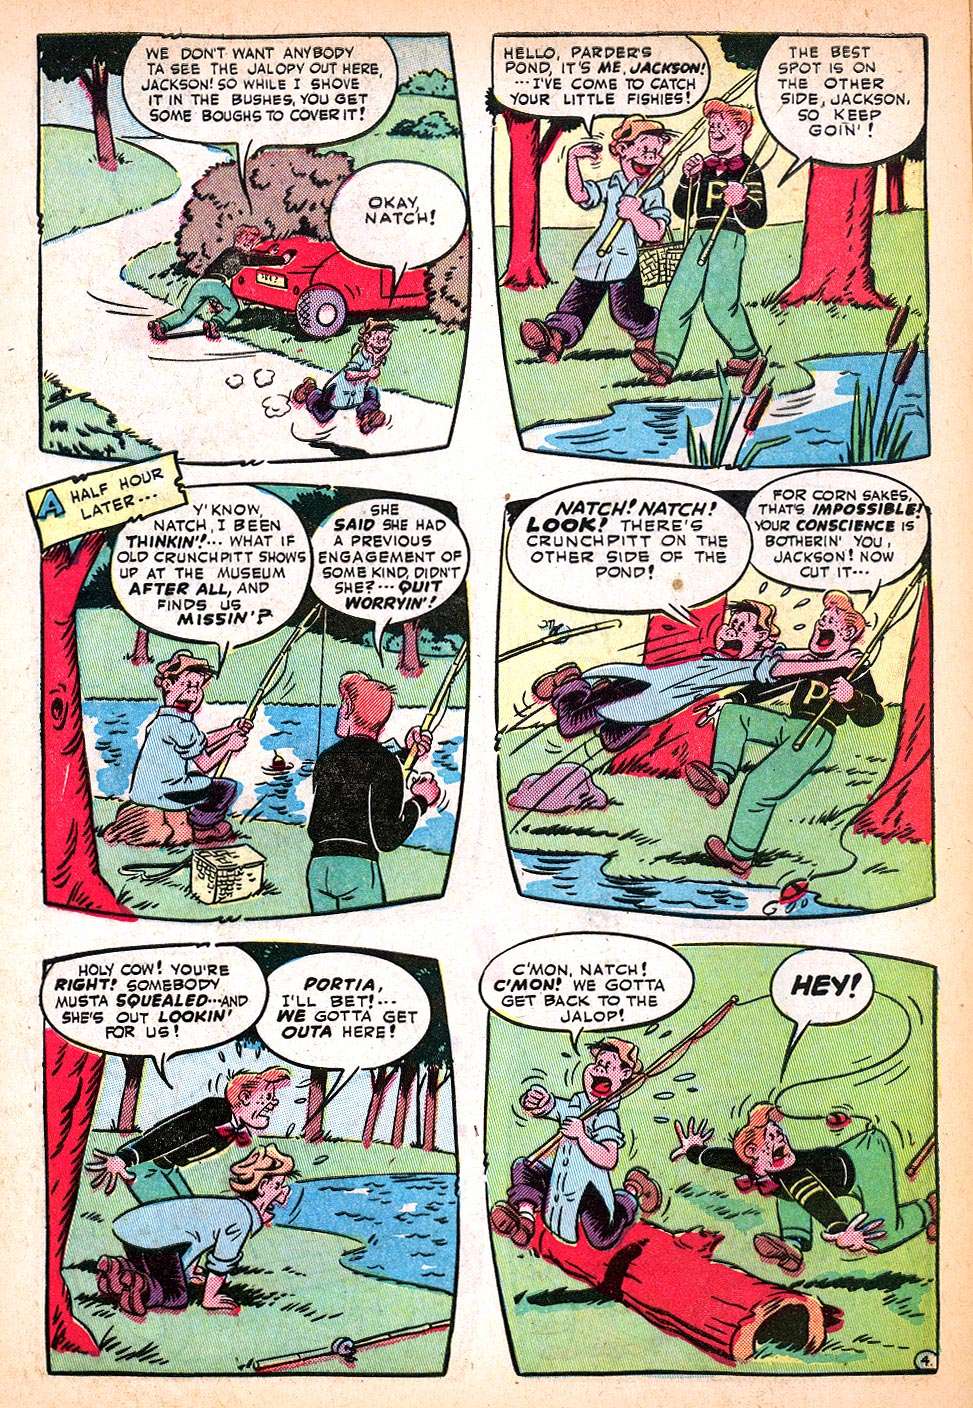 WE DON'T WANT ANYBODY
TA SEE THE JALOPY OUT HERE,
JACKSON! SO WHILE I SHOVE
IT IN THE BUSHES, YOU GET
SOME BOUGHS TO COVER IT!
OKAY,
NATCH!
HELLO, PARDER'S
POND, IT'S ME, JACKSON!
...I'VE COME TO CATCH
YOUR LITTLE FISHIES!
THE BEST
SPOT IS ON
THE OTHER
SIDE, JACKSON,
SO KEEP
GOIN'!
P
A HALF HOUR
LATER...
Y'KNOW,
NATCH, I BEEN
THINKIN'!... WHAT IF
OLD CRUNCHPITT SHOWS
UP AT THE MUSEUM
AFTER ALL, AND
FINDS US
MISSIN'?
SHE
SAID SHE HAD
A PREVIOUS
ENGAGEMENT OF
SOME KIND, DIDN'T
SHE?... QUIT
WORRYIN'!
NATCH! NATCH!
LOOK! THERE'S
CRUNCHPITT ON THE
OTHER SIDE OF THE
POND!
FOR CORN SAKES,
THAT'S IMPOSSIBLE!
YOUR CONSCIENCE IS
BOTHERIN' YOU,
JACKSON! NOW
CUT IT...
P
HOLY COW! YOU'RE
RIGHT! SOMEBODY
MUSTA SQUEALED...AND
SHE'S OUT LOOKIN'
FOR US!
PORTIA,
I'LL BET!...
WE GOTTA GET
OUTA HERE!
C'MON, NATCH!
C'MON! WE GOTTA
GET BACK TO THE
JALOP!
HEY!
4.